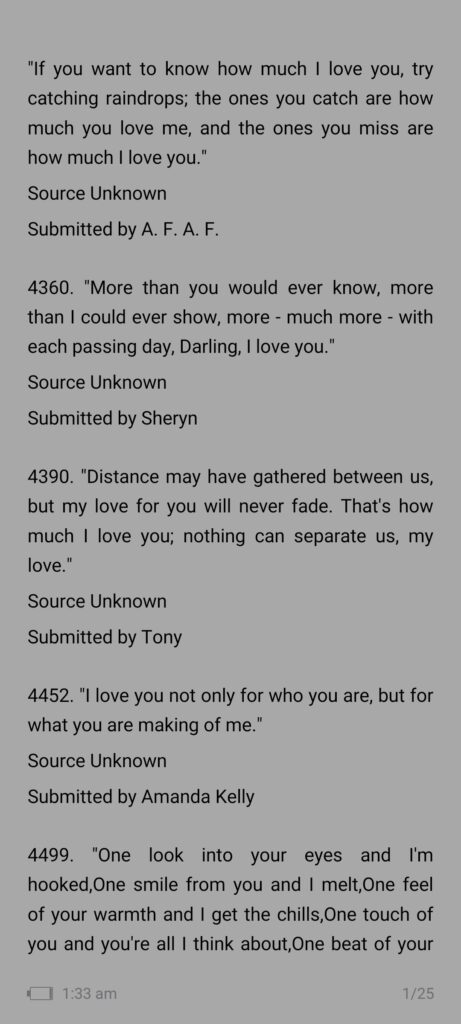 "If you want to know how much I love you, try
catching raindrops; the ones you catch are how
much you love me, and the ones you miss are
how much I love you."
Source Unknown
Submitted by A. F. A. F.
4360. "More than you would ever know, more
than I could ever show, more - much more - with
each passing day, Darling, I love you."
Source Unknown
Submitted by Sheryn
4390. "Distance may have gathered between us,
but my love for you will never fade. That's how
much I love you; nothing can separate us, my
love."
Source Unknown
Submitted by Tony
4452. "I love you not only for who you are, but for
what you are making of me."
Source Unknown
Submitted by Amanda Kelly
4499. "One look into your eyes and I'm
hooked,One smile from you and I melt,One feel
of your warmth and I get the chills,One touch of
you and you're all I think about,One beat of your
1:33 am 1/25